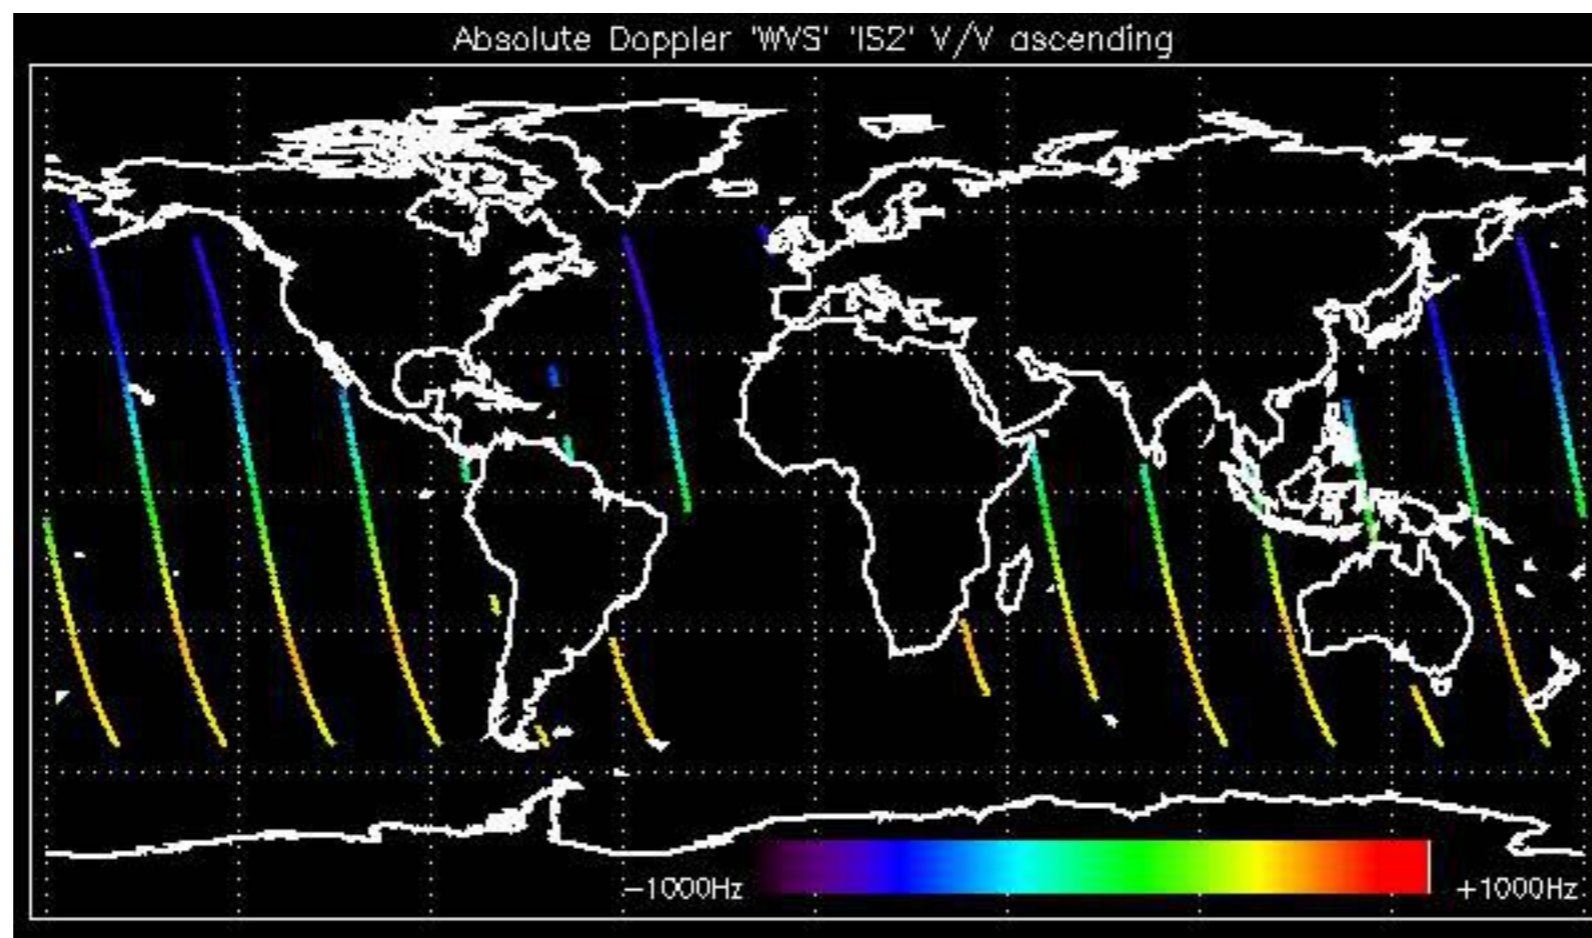 Absolute Doppler 'WVS' 'IS2' V/V ascending
−1000Hz +1000Hz